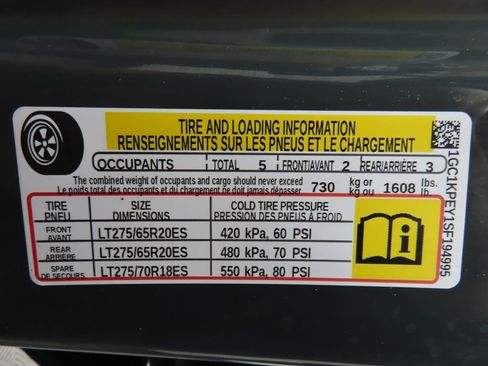 TIRE AND LOADING INFORMATION
RENSEIGNEMENTS SUR LES PNEUS ET LE CHARGEMENT
OCCUPANTS TOTAL 5 FRONT/AVANT 2 REAR/ARRIÈRE 3
The combined weight of occupants and cargo should never exceed 730 kg or 1608 lbs.
Le poids total des occupants et du chargement ne doit jamais dépasser kg ou lb.
TIRE SIZE COLD TIRE PRESSURE
PNEU DIMENSIONS PRESSION DES PNEUS À FROID
FRONT
AVANT LT275/65R20ES 420 kPa, 60 PSI
REAR
ARRIÈRE LT275/65R20ES 480 kPa, 70 PSI
SPARE
DE SECOURS LT275/70R18ES 550 kPa, 80 PSI
1GC1KPEY1SF194995